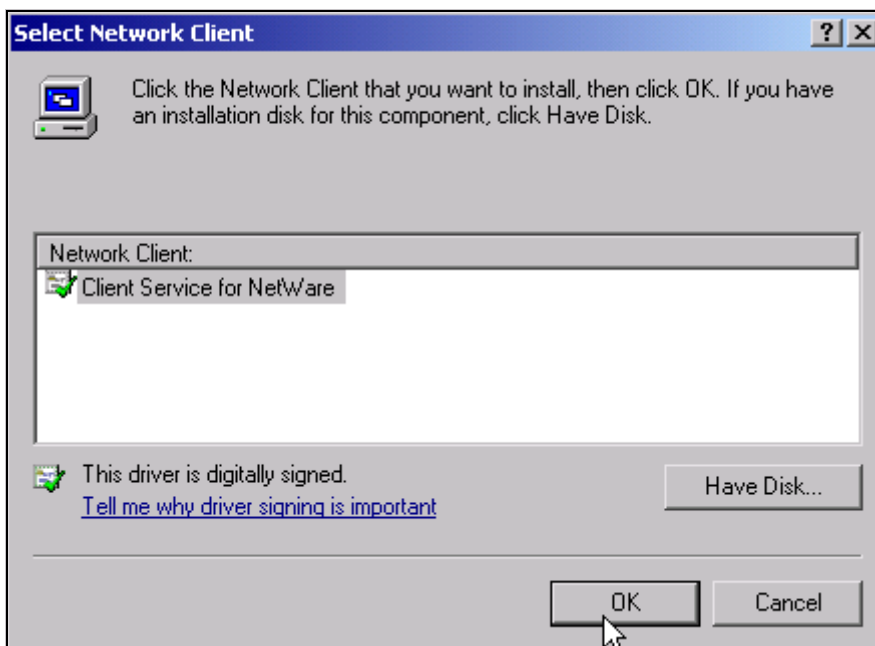 Select Network Client
Click the Network Client that you want to install, then click OK. If you have
an installation disk for this component, click Have Disk.
Network Client:
Client Service for NetWare
This driver is digitally signed.
Have Disk...
Tell me why driver signing is important
OK
Cancel